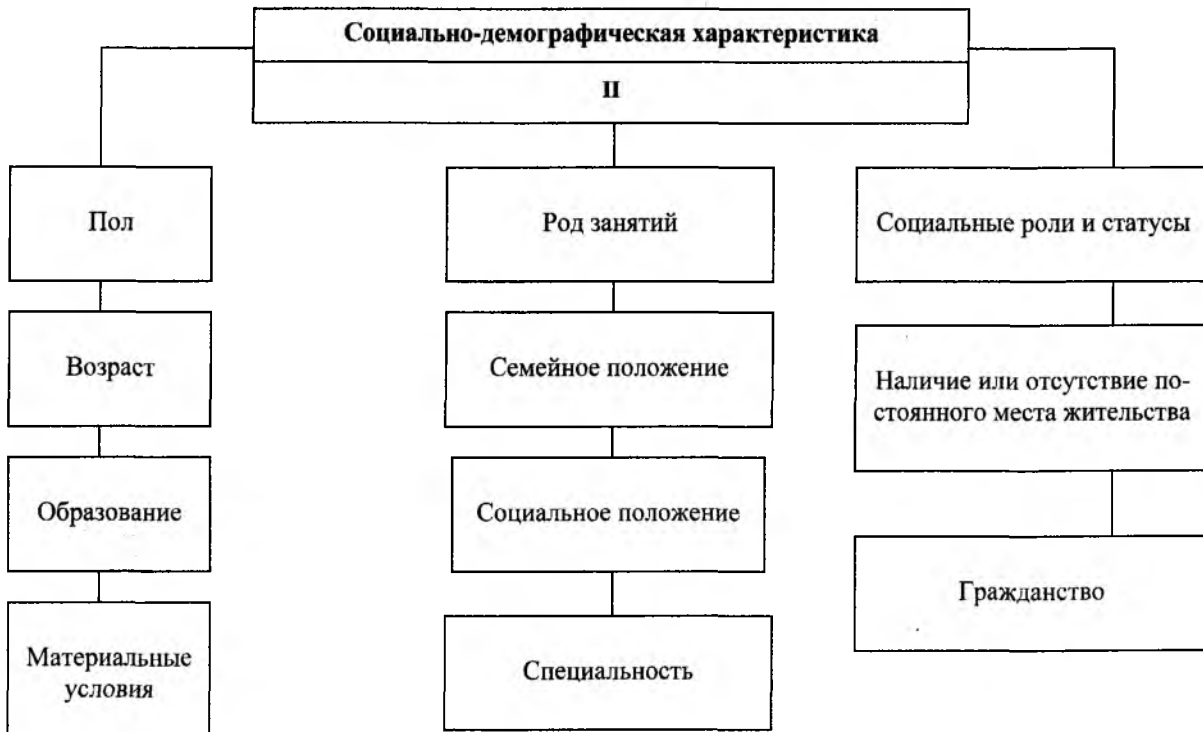 Социально-демографическая характеристика
II
Пол
Возраст
Образование
Материальные
условия
Род занятий
Семейное положение
Социальное положение
Специальность
Социальные роли и статусы
Наличие или отсутствие по-
стоянного места жительства
Гражданство